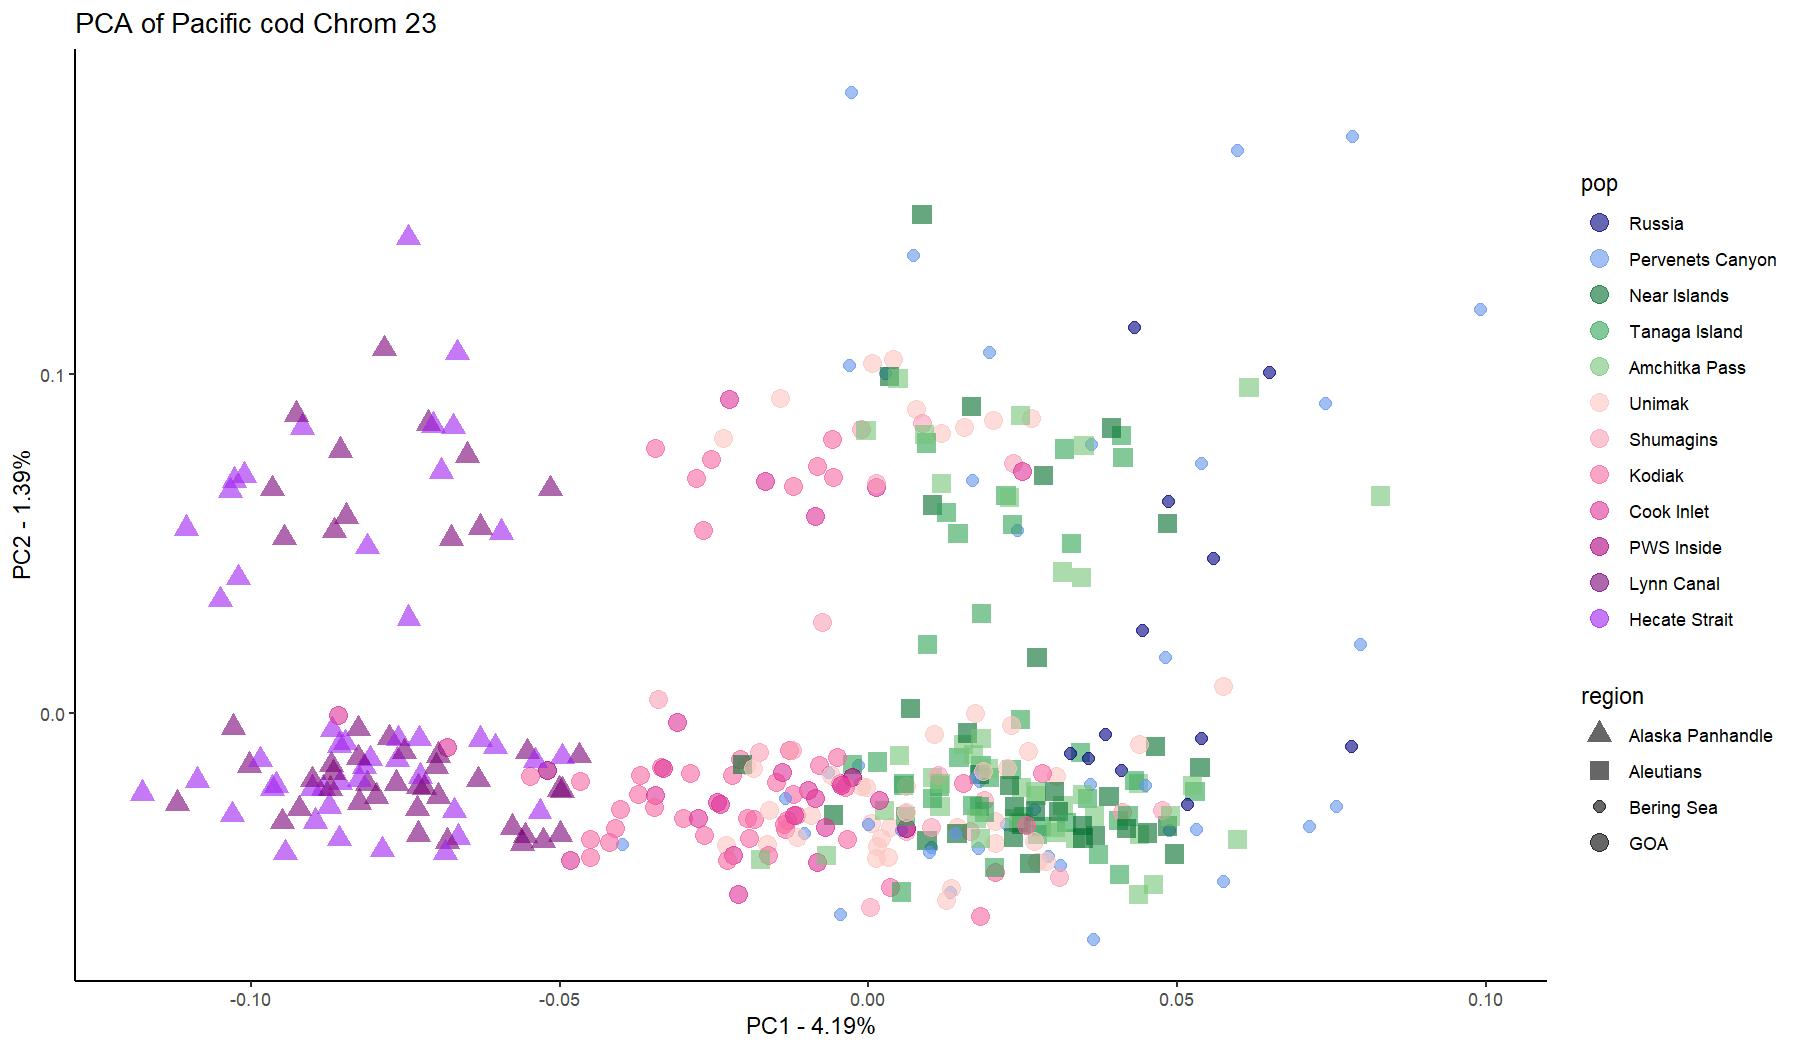 PCA of Pacific cod Chrom 23
PC2 - 1.39%
0.1
0.0
-0.10
-0.05
0.00
0.05
0.10
PC1 - 4.19%
pop
Russia
Pervenets Canyon
Near Islands
Tanaga Island
Amchitka Pass
Unimak
Shumagins
Kodiak
Cook Inlet
PWS Inside
Lynn Canal
Hecate Strait
region
Alaska Panhandle
Aleutians
Bering Sea
GOA